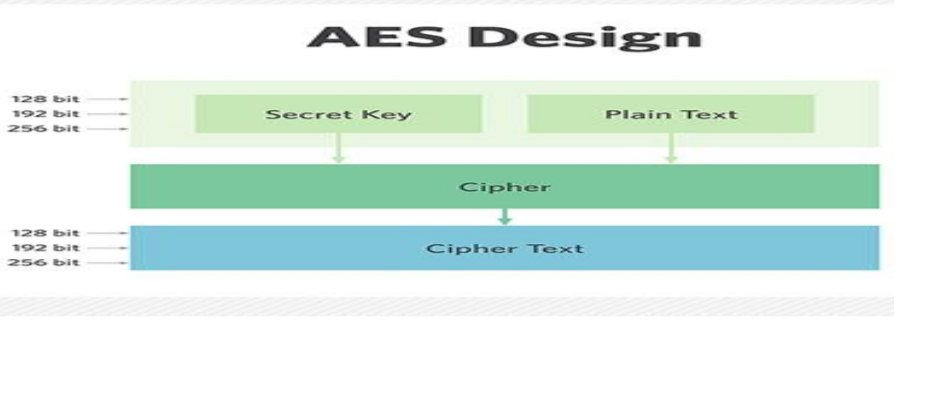 AES Design
128 bit
192 bit
256 bit
Secret Key
Plain Text
Cipher
128 bit
192 bit
256 bit
Cipher Text